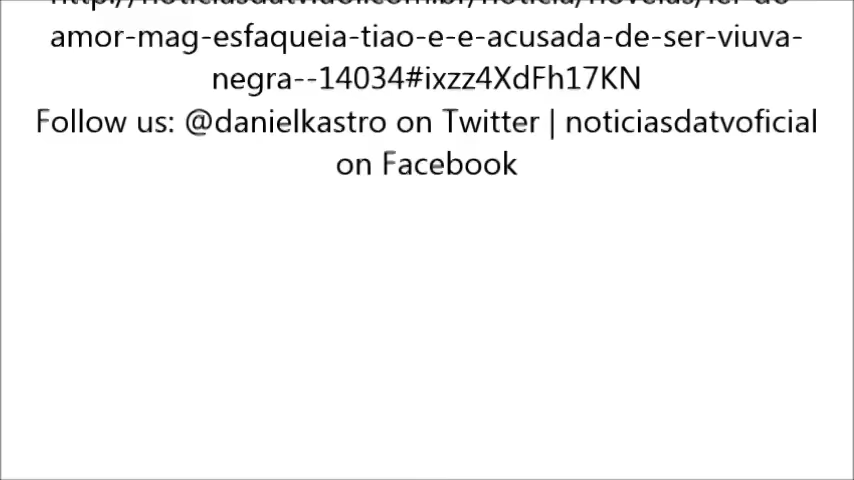 amor-mag-esfaqueia-tiao-e-e-acusada-de-ser-viuva-
negra--14034#ixzz4XdFh17KN
Follow us: @danielkastro on Twitter | noticiasdatvoficial
on Facebook